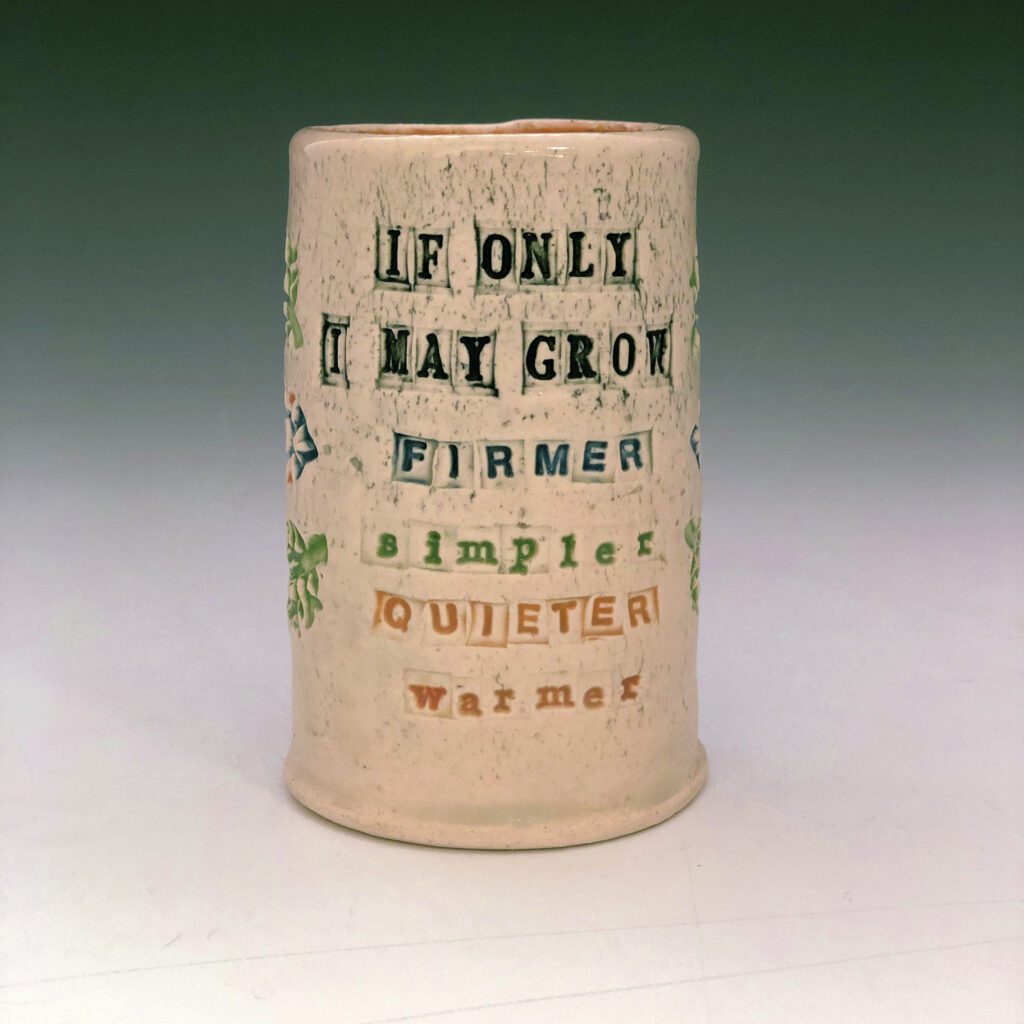 IF ONLY
I MAY GROW
FIRMER
simpler
QUIETER
warmer